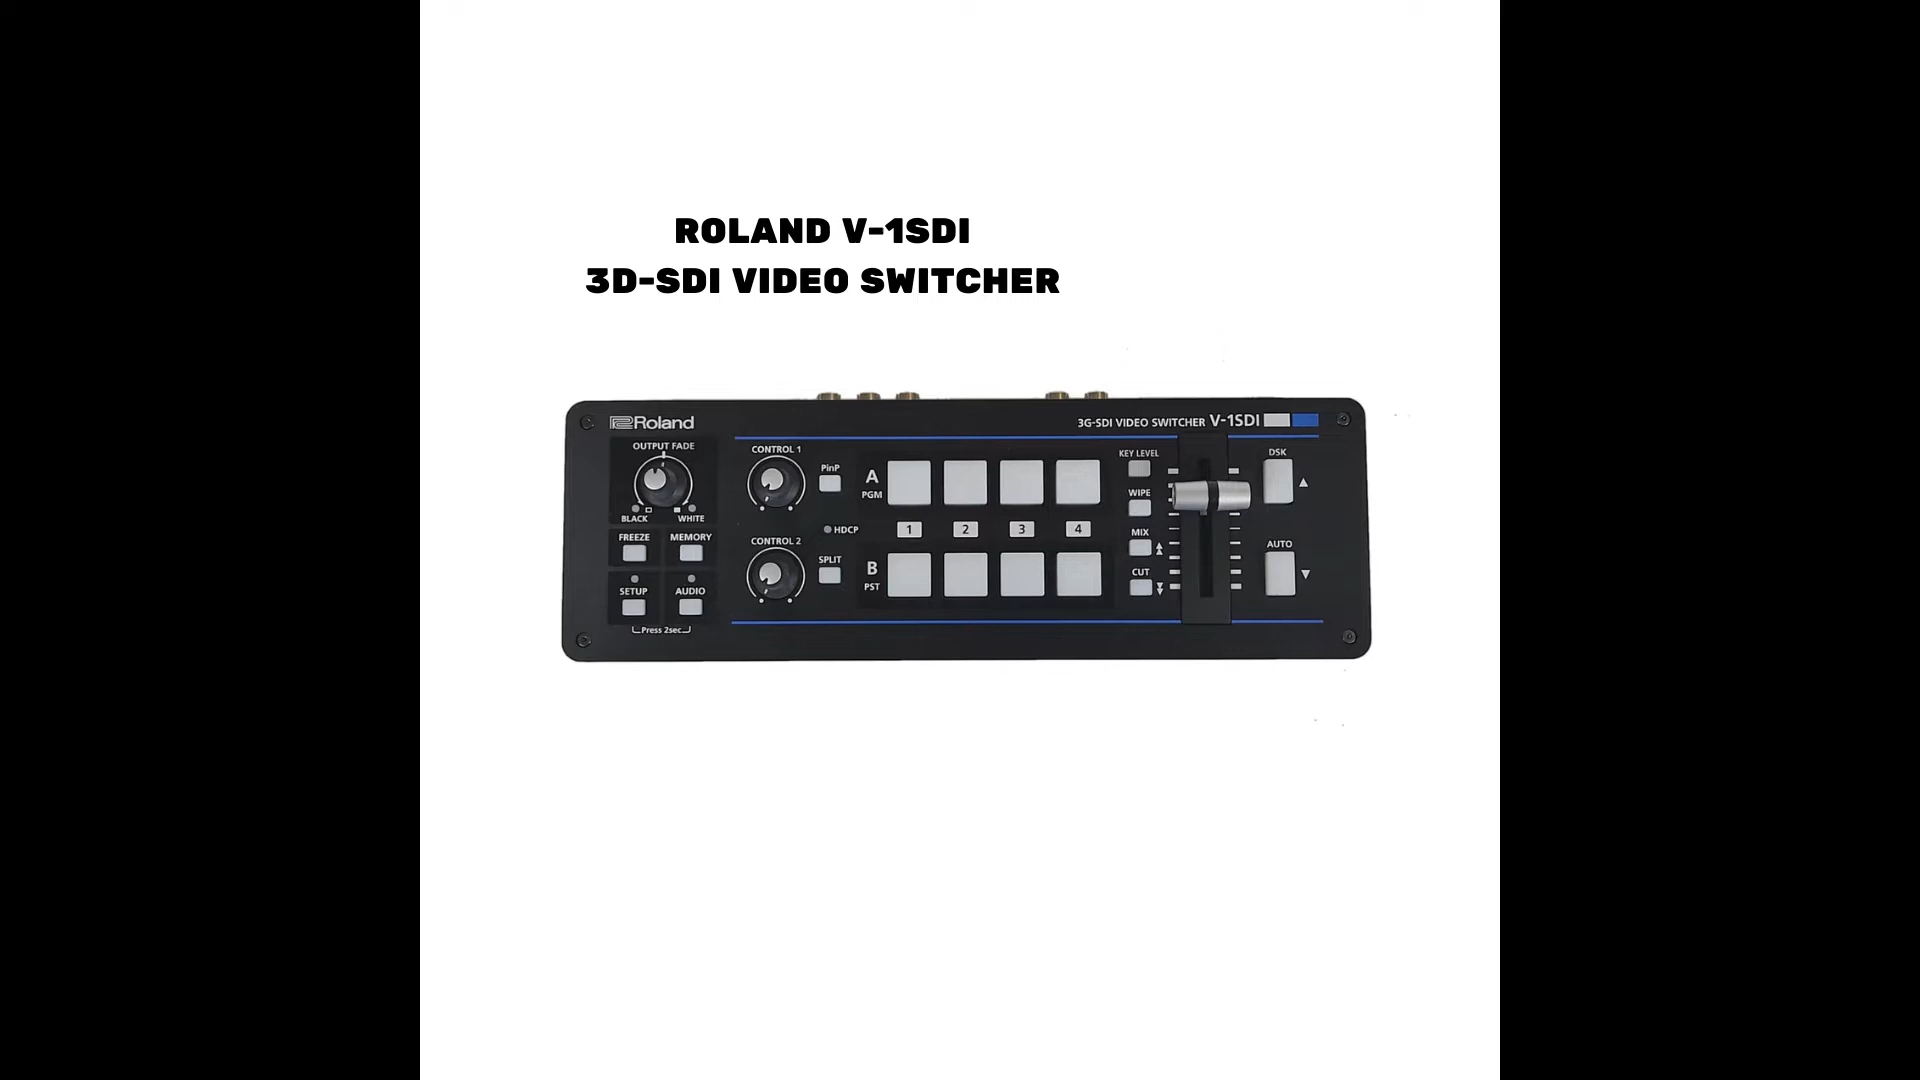 ROLAND V-1SDI
3D-SDI VIDEO SWITCHER
Roland
3G-SDI VIDEO SWITCHER V-1SDI
OUTPUT FADE
BLACK WHITE
FREEZE MEMORY
SETUP AUDIO
Press 2sec.
CONTROL 1
PinP
HDCP
CONTROL 2
SPLIT
A
PGM
1 2 3 4
B
PST
KEY LEVEL
WIPE
MIX
CUT
DSK
AUTO